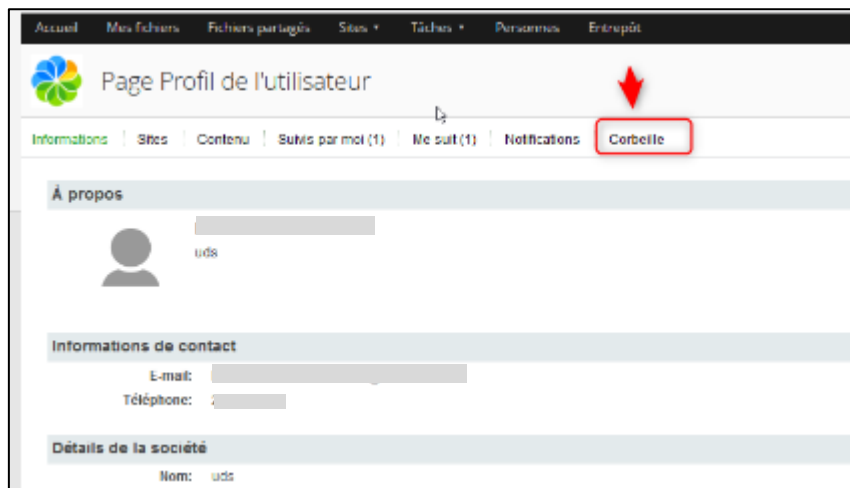 Accueil Mes fichiers Fichiers partagés Sites Tâches Personnes Entrepôt
Page Profil de l'utilisateur
Informations Sites Contenu Suivis par moi (1) Me suit (1) Notifications Corbeille
À propos
uds
Informations de contact
E-mail:
Téléphone:
Détails de la société
Nom: uds